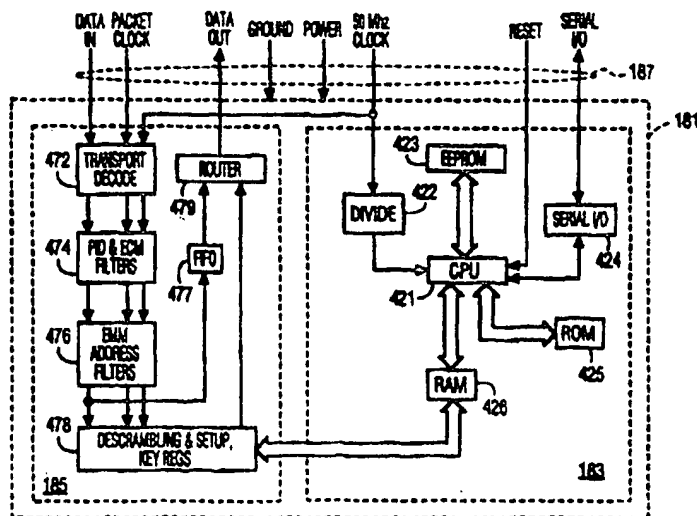 DATA IN
PACKET CLOCK
DATA OUT
GROUND
POWER
50 Mhz CLOCK
RESET
SERIAL I/O
187
181
472
TRANSPORT DECODE
ROUTER
479
423
EEPROM
DIVIDE
422
SERIAL I/O
424
474
PID & ECM FILTERS
FIFO
477
CPU
421
ROM
425
476
EMM ADDRESS FILTERS
RAM
426
478
DESCRAMBLING & SETUP, KEY REGS
185
183